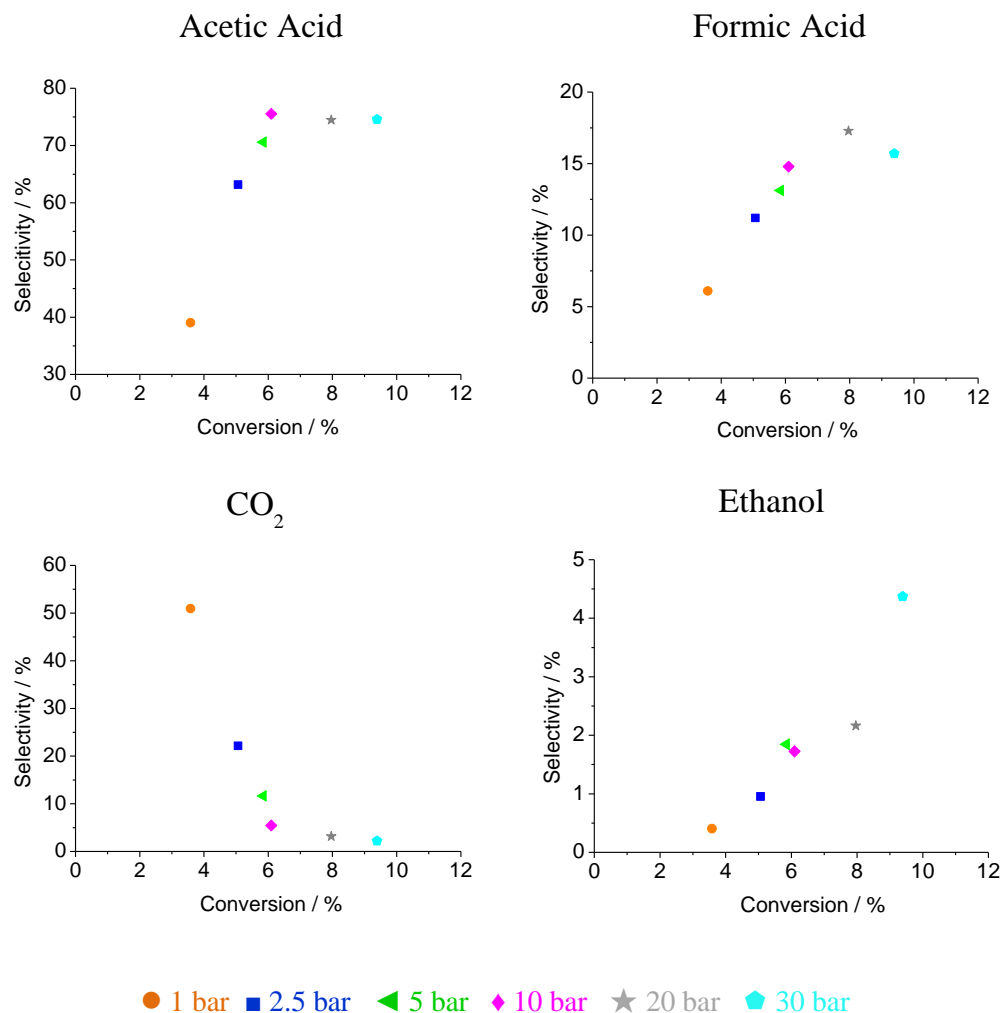 Acetic Acid
80
70
60
50
40
30
Selecitivity / %
0 2 4 6 8 10 12
Conversion / %
Formic Acid
20
15
10
5
0
Selectivity / %
0 2 4 6 8 10 12
Conversion / %
CO2
60
50
40
30
20
10
0
Selectivity / %
0 2 4 6 8 10 12
Conversion / %
Ethanol
5
4
3
2
1
0
Selectivity / %
0 2 4 6 8 10 12
Conversion / %
1 bar 2.5 bar 5 bar 10 bar 20 bar 30 bar